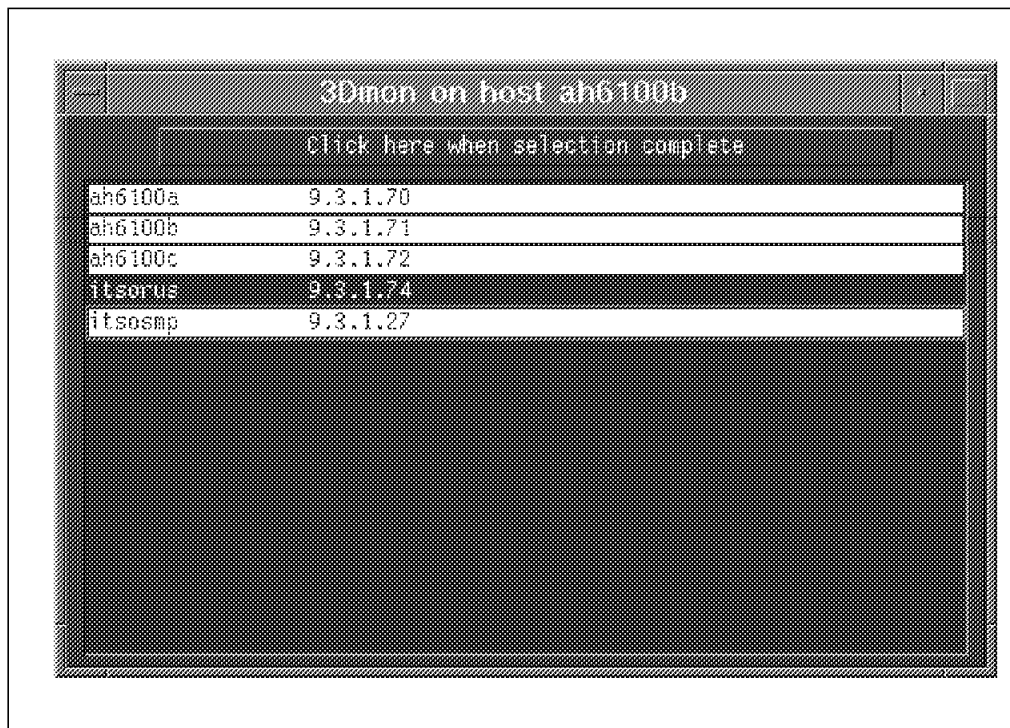 3Dmon on host ah6100b
Click here when selection complete
ah6100a 9.3.1.70
ah6100b 9.3.1.71
ah6100c 9.3.1.72
itsorus 9.3.1.74
itsosmp 9.3.1.27